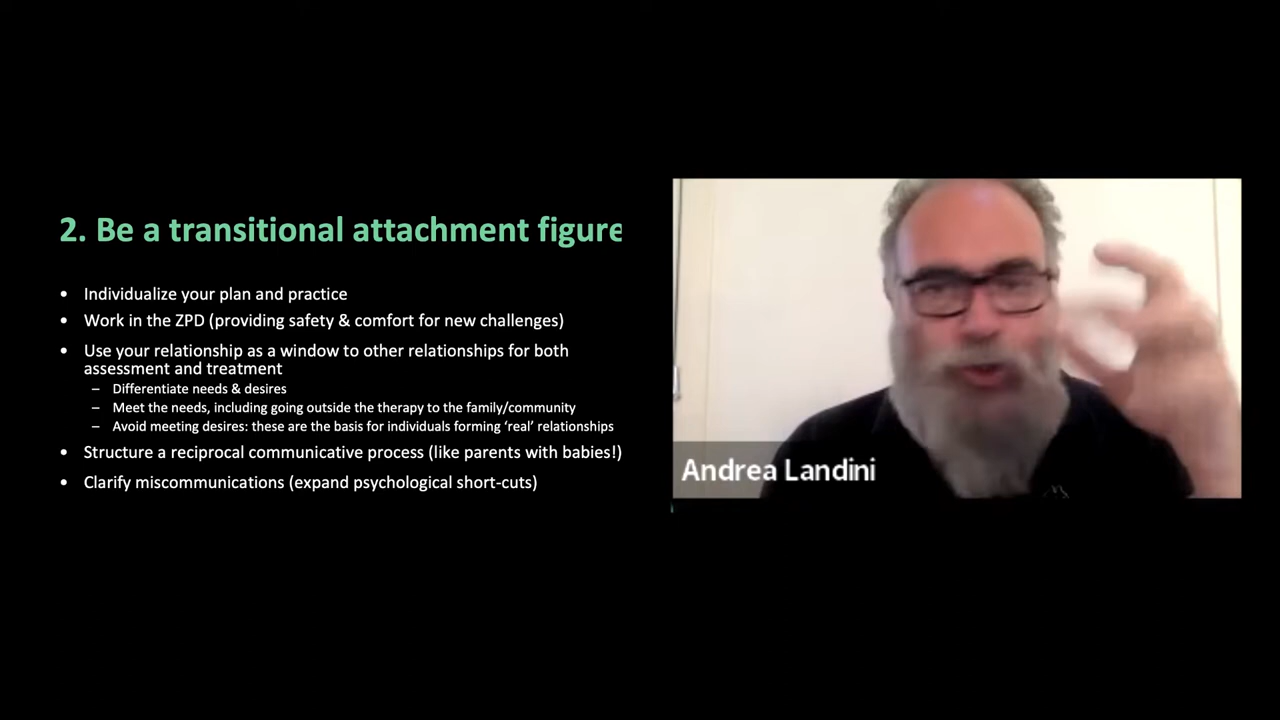 2. Be a transitional attachment figure
• Individualize your plan and practice
• Work in the ZPD (providing safety & comfort for new challenges)
• Use your relationship as a window to other relationships for both
assessment and treatment
– Differentiate needs & desires
– Meet the needs, including going outside the therapy to the family/community
– Avoid meeting desires: these are the basis for individuals forming ‘real’ relationships
• Structure a reciprocal communicative process (like parents with babies!)
• Clarify miscommunications (expand psychological short-cuts)
Andrea Landini